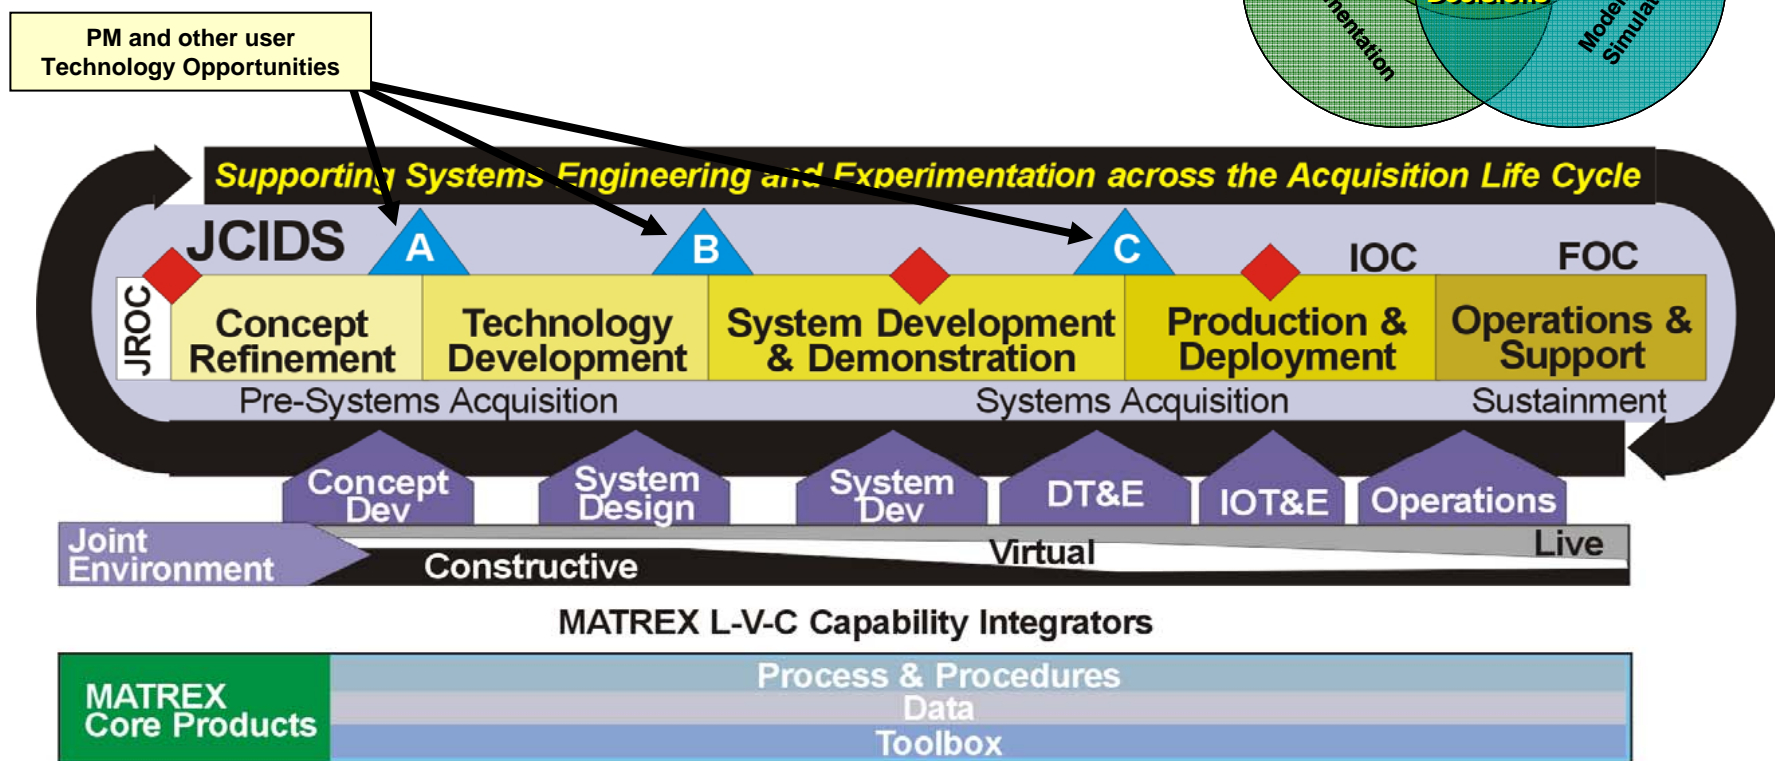 PM and other user
Technology Opportunities
Decisions
Supporting Systems Engineering and Experimentation across the Acquisition Life Cycle
JCIDS
A
B
C
IOC
FOC
JROC
Concept
Refinement
Technology
Development
System Development
& Demonstration
Production &
Deployment
Operations &
Support
Pre-Systems Acquisition
Systems Acquisition
Sustainment
Concept
Dev
System
Design
System
Dev
DT&E
IOT&E
Operations
Joint
Environment
Constructive
Virtual
Live
MATREX L-V-C Capability Integrators
MATREX
Core Products
Process & Procedures
Data
Toolbox